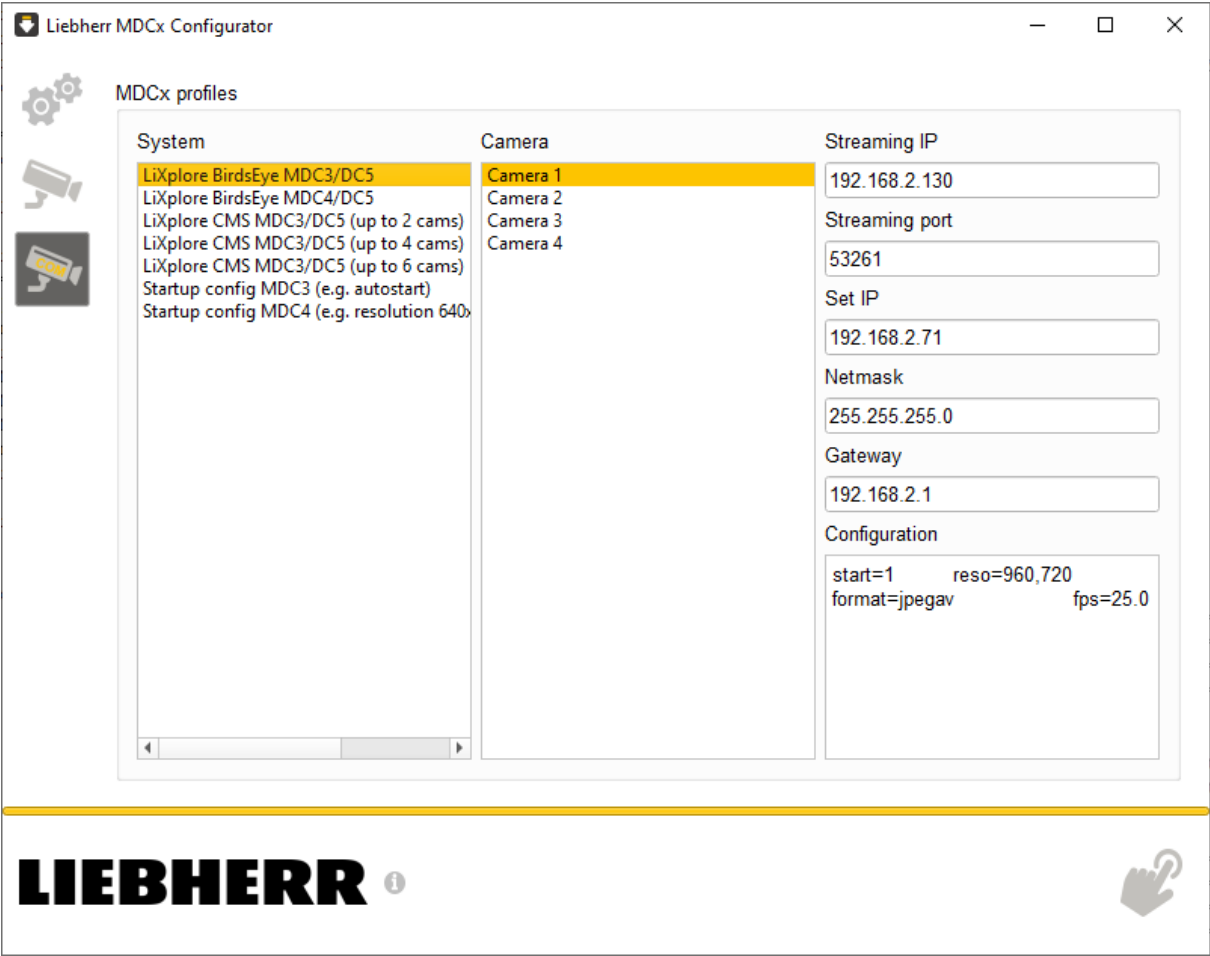 Liebherr MDCx Configurator
MDCx profiles
System
LiXplore BirdsEye MDC3/DC5
LiXplore BirdsEye MDC4/DC5
LiXplore CMS MDC3/DC5 (up to 2 cams)
LiXplore CMS MDC3/DC5 (up to 4 cams)
LiXplore CMS MDC3/DC5 (up to 6 cams)
Startup config MDC3 (e.g. autostart)
Startup config MDC4 (e.g. resolution 640x
Camera
Camera 1
Camera 2
Camera 3
Camera 4
Streaming IP
192.168.2.130
Streaming port
53261
Set IP
192.168.2.71
Netmask
255.255.255.0
Gateway
192.168.2.1
Configuration
start=1 reso=960,720
format=jpegav fps=25.0
COM
LIEBHERR